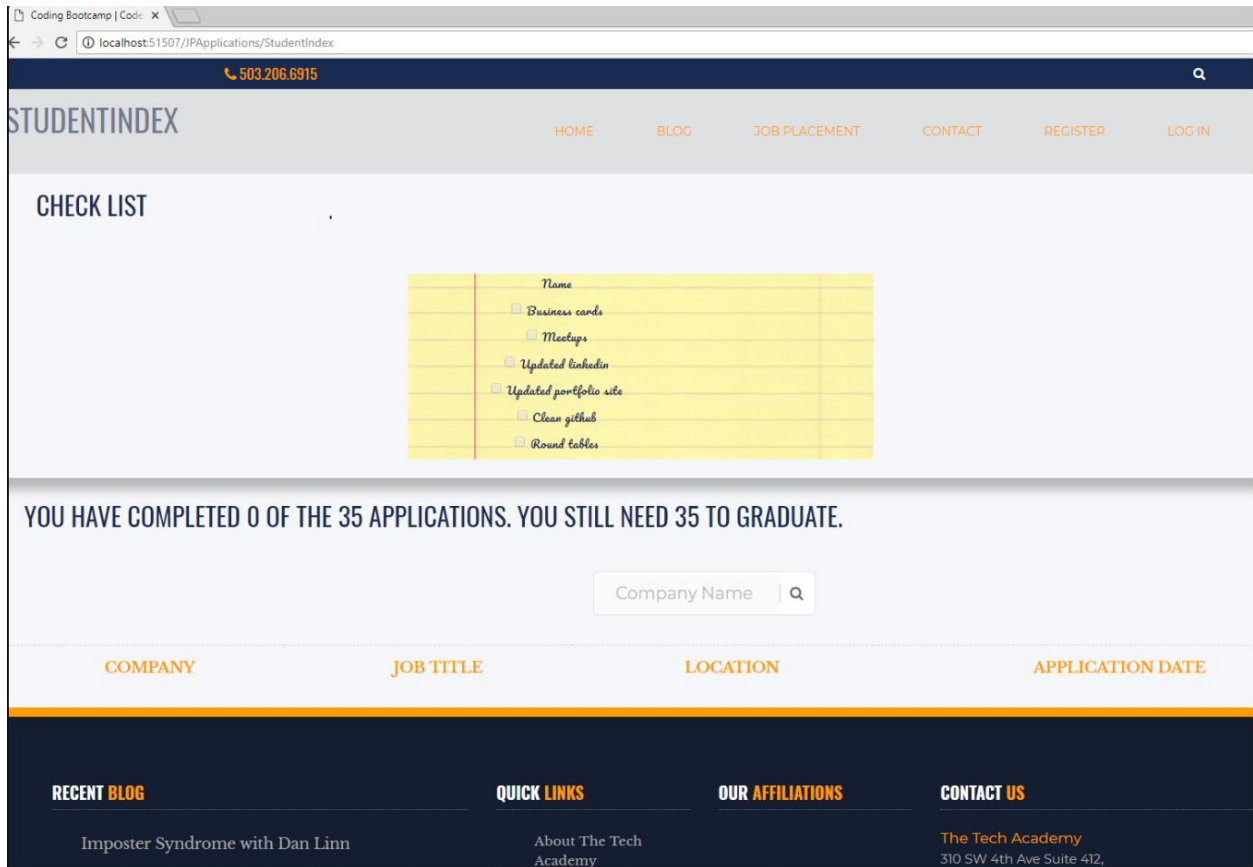 Coding Bootcamp | Code
localhost:51507/JPApplications/StudentIndex
503.206.6915
STUDENTINDEX
HOME BLOG JOB PLACEMENT CONTACT REGISTER LOG IN
CHECK LIST
Name
Business cards
Meetups
Updated linkedin
Updated portfolio site
Clean github
Round tables
YOU HAVE COMPLETED 0 OF THE 35 APPLICATIONS. YOU STILL NEED 35 TO GRADUATE.
Company Name
COMPANY JOB TITLE LOCATION APPLICATION DATE
RECENT BLOG QUICK LINKS OUR AFFILIATIONS CONTACT US
Imposter Syndrome with Dan Linn
About The Tech
Academy
The Tech Academy
310 SW 4th Ave Suite 412,